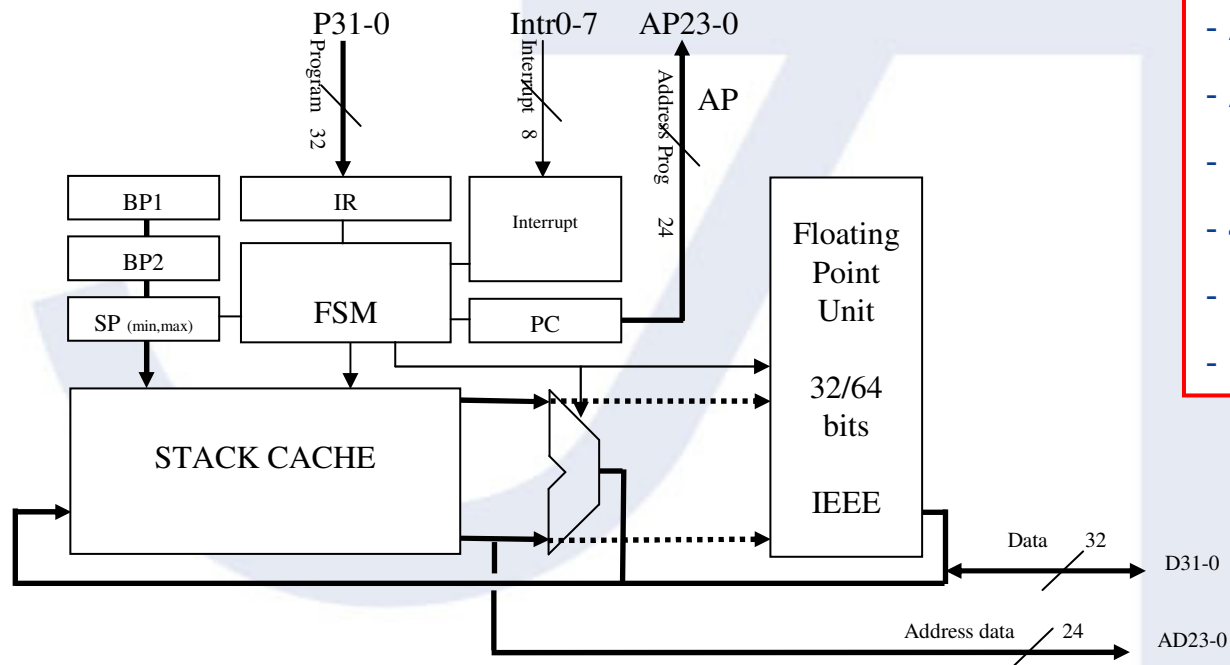 P31-0
Intr0-7
AP23-0
Program 32
Interrupt 8
Address Prog 24
AP
BP1
IR
Interrupt
BP2
FSM
SP (min,max)
PC
Floating
Point
Unit
32/64
bits
IEEE
STACK CACHE
Data 32
D31-0
Address data 24
AD23-0